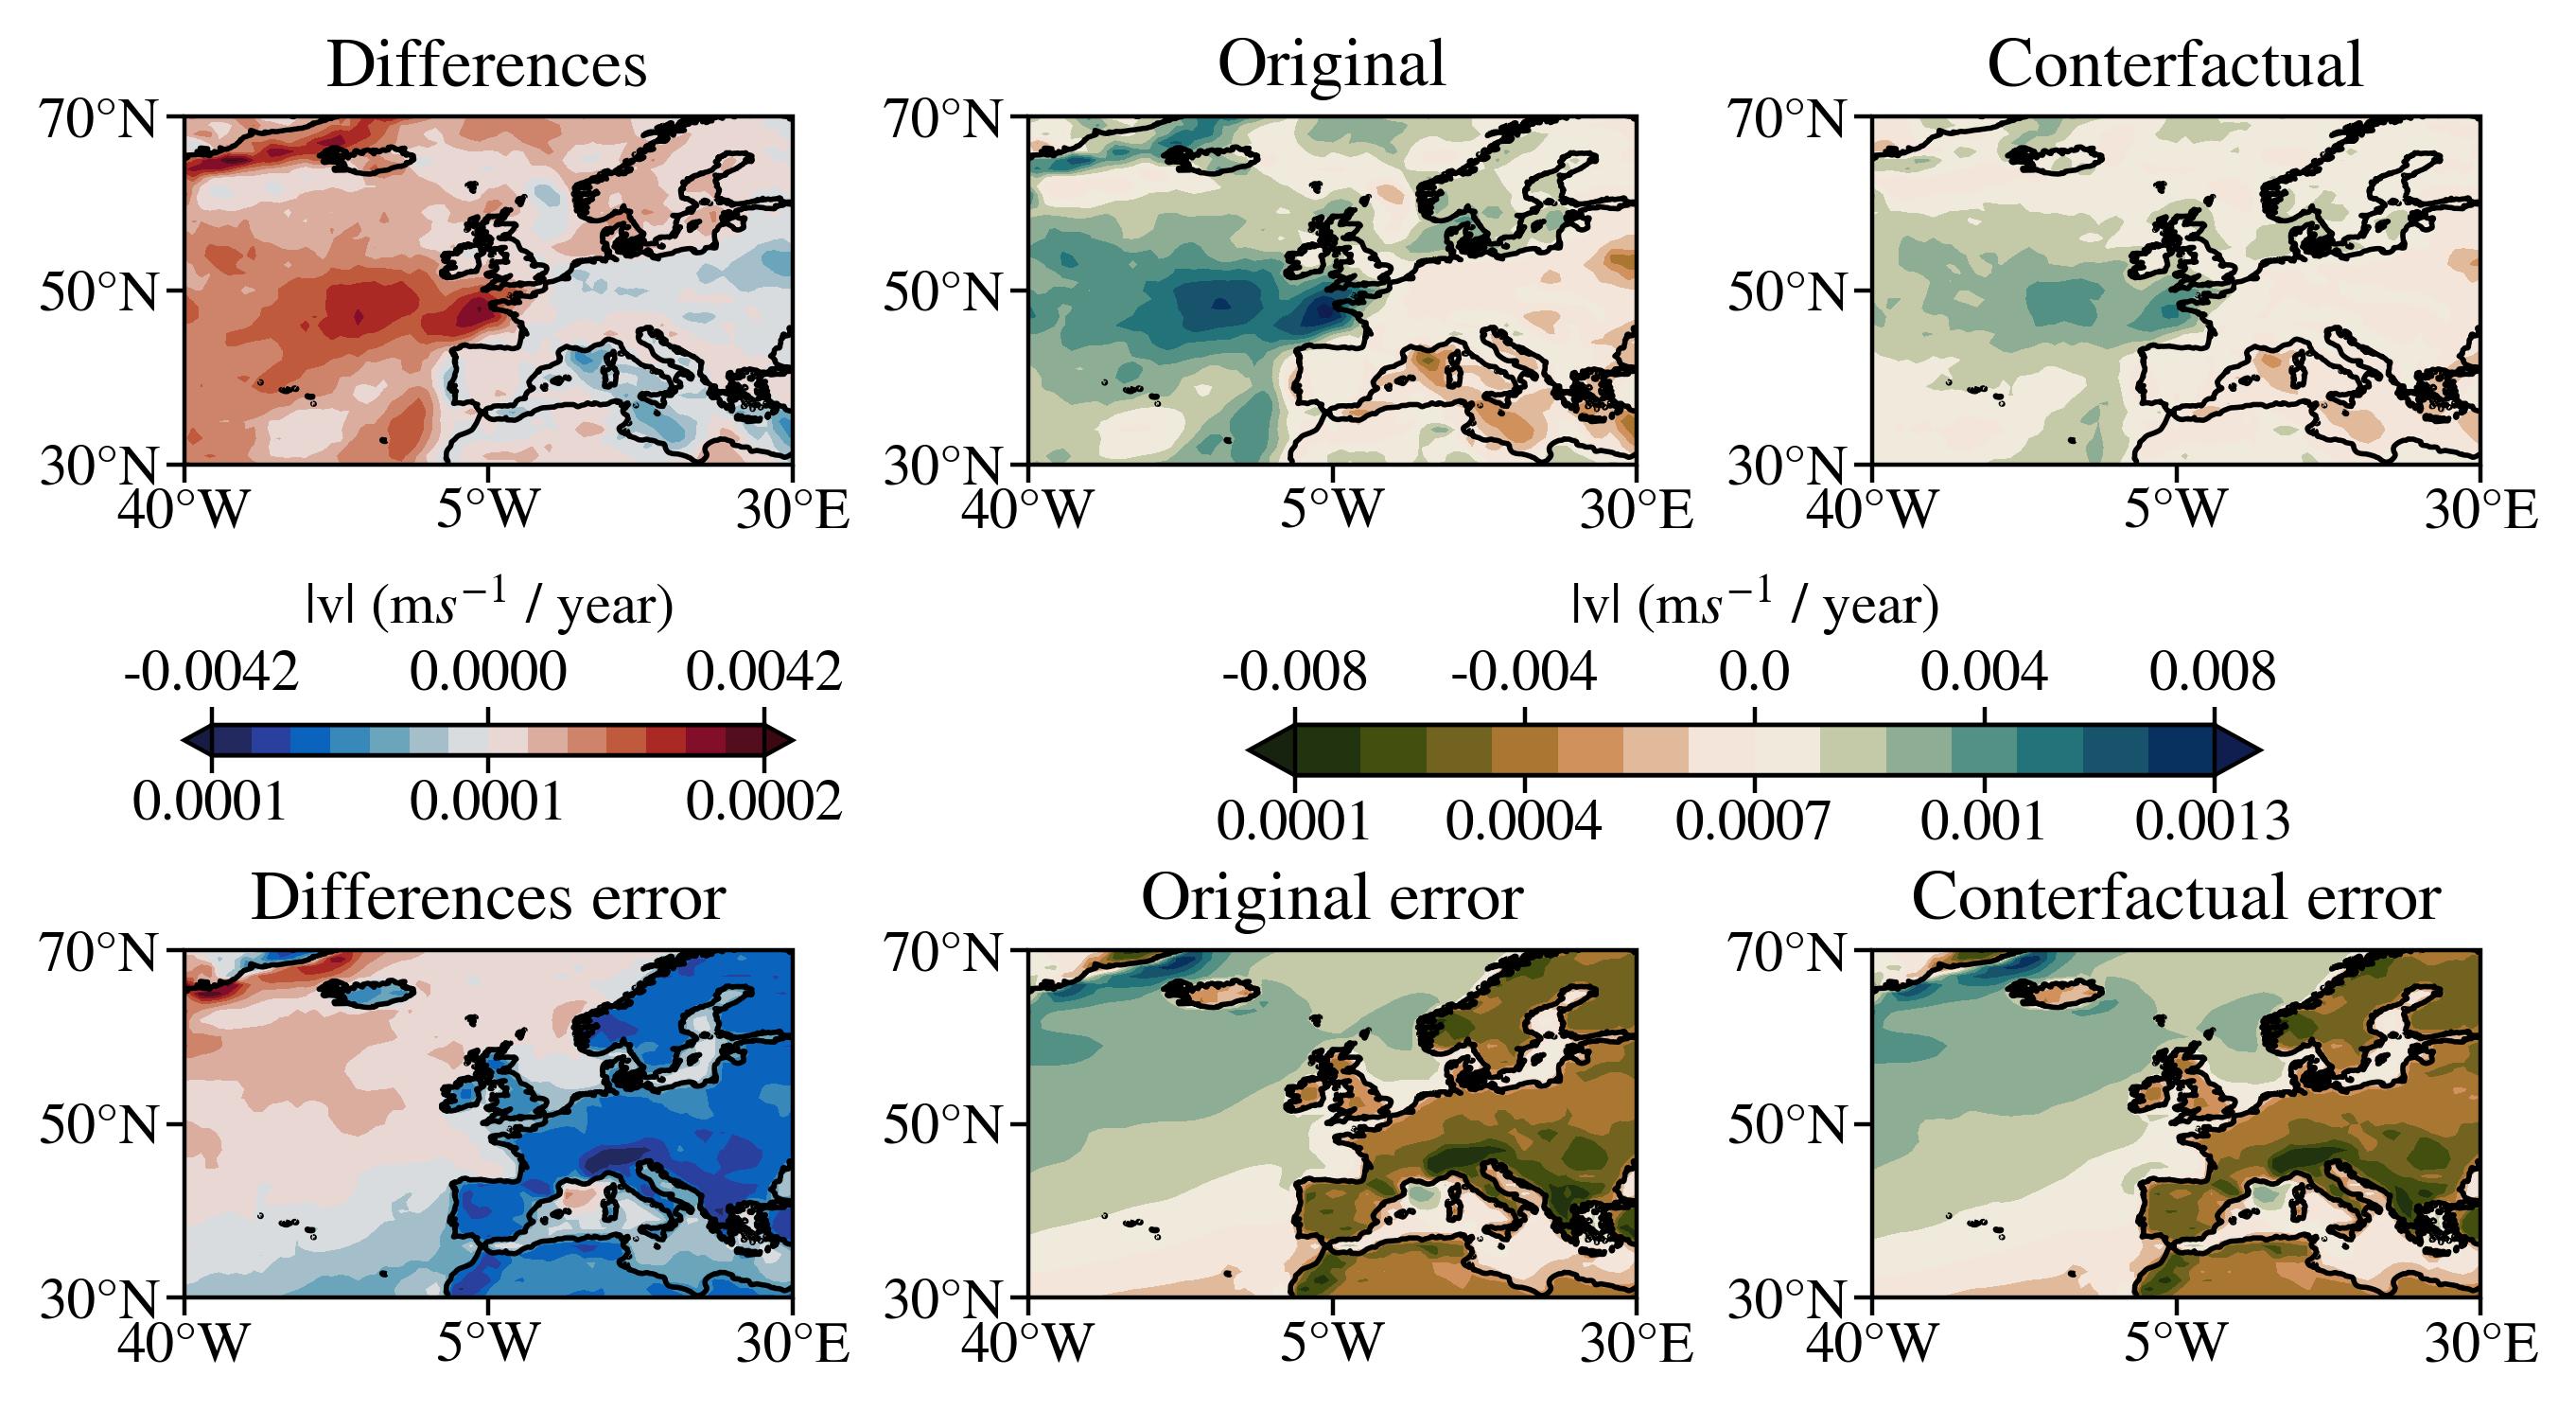 Differences Original Conterfactual
70°N 70°N 70°N
50°N 50°N 50°N
30°N 30°N 30°N
40°W 5°W 30°E 40°W 5°W 30°E 40°W 5°W 30°E
|v| (ms⁻¹ / year) |v| (ms⁻¹ / year)
-0.0042 0.0000 0.0042 -0.008 -0.004 0.0 0.004 0.008
0.0001 0.0001 0.0002 0.0001 0.0004 0.0007 0.001 0.0013
Differences error Original error Conterfactual error
70°N 70°N 70°N
50°N 50°N 50°N
30°N 30°N 30°N
40°W 5°W 30°E 40°W 5°W 30°E 40°W 5°W 30°E